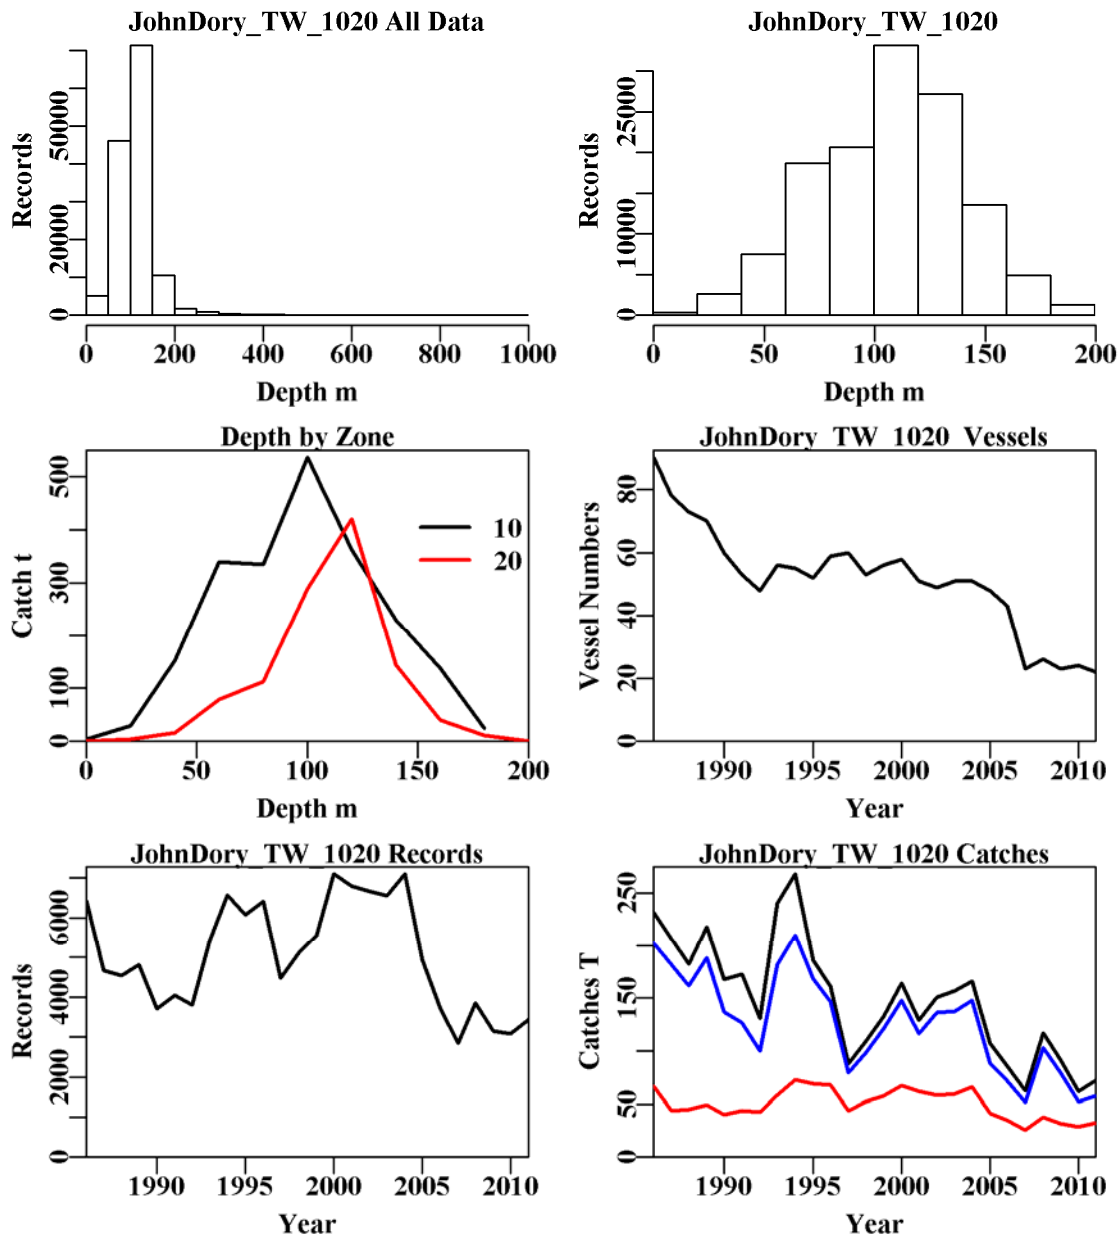 JohnDory_TW_1020 All Data
Records
0
20000
50000
0 200 400 600 800 1000
Depth m
JohnDory_TW_1020
Records
0
10000
25000
0 50 100 150 200
Depth m
Depth by Zone
Catch t
0
100
300
500
10
20
0 50 100 150 200
Depth m
JohnDory_TW_1020_Vessels
Vessel Numbers
0
20
40
60
80
1990 1995 2000 2005 2010
Year
JohnDory_TW_1020 Records
Records
0
2000
4000
6000
1990 1995 2000 2005 2010
Year
JohnDory_TW_1020 Catches
Catches T
0
50
150
250
1990 1995 2000 2005 2010
Year